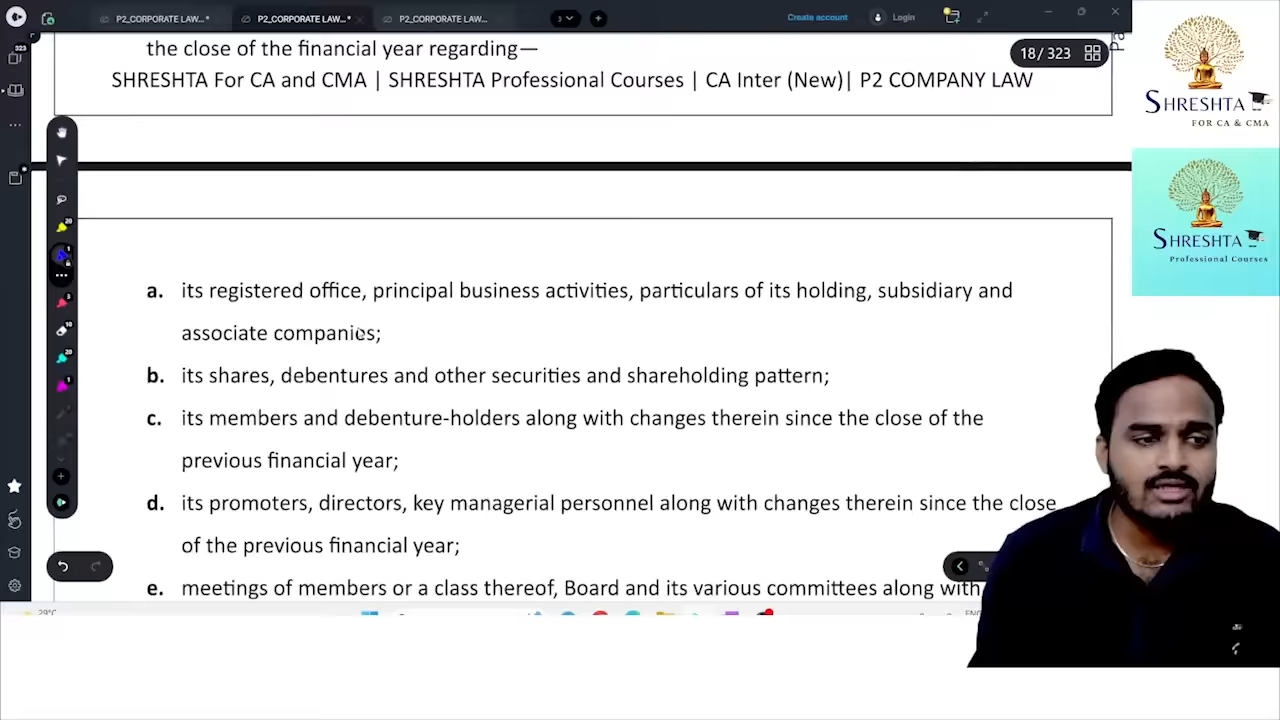 P2_CORPORATE LAW...*
P2_CORPORATE LAW...*
P2_CORPORATE LAW...
Create account
Login
the close of the financial year regarding—
18/323
SHRESHTA For CA and CMA | SHRESHTA Professional Courses | CA Inter (New)| P2 COMPANY LAW
SHRESHTA
FOR CA & CMA
SHRESHTA
Professional Courses
323
a. its registered office, principal business activities, particulars of its holding, subsidiary and
associate companies;
b. its shares, debentures and other securities and shareholding pattern;
c. its members and debenture-holders along with changes therein since the close of the
previous financial year;
d. its promoters, directors, key managerial personnel along with changes therein since the close
of the previous financial year;
e. meetings of members or a class thereof, Board and its various committees along with